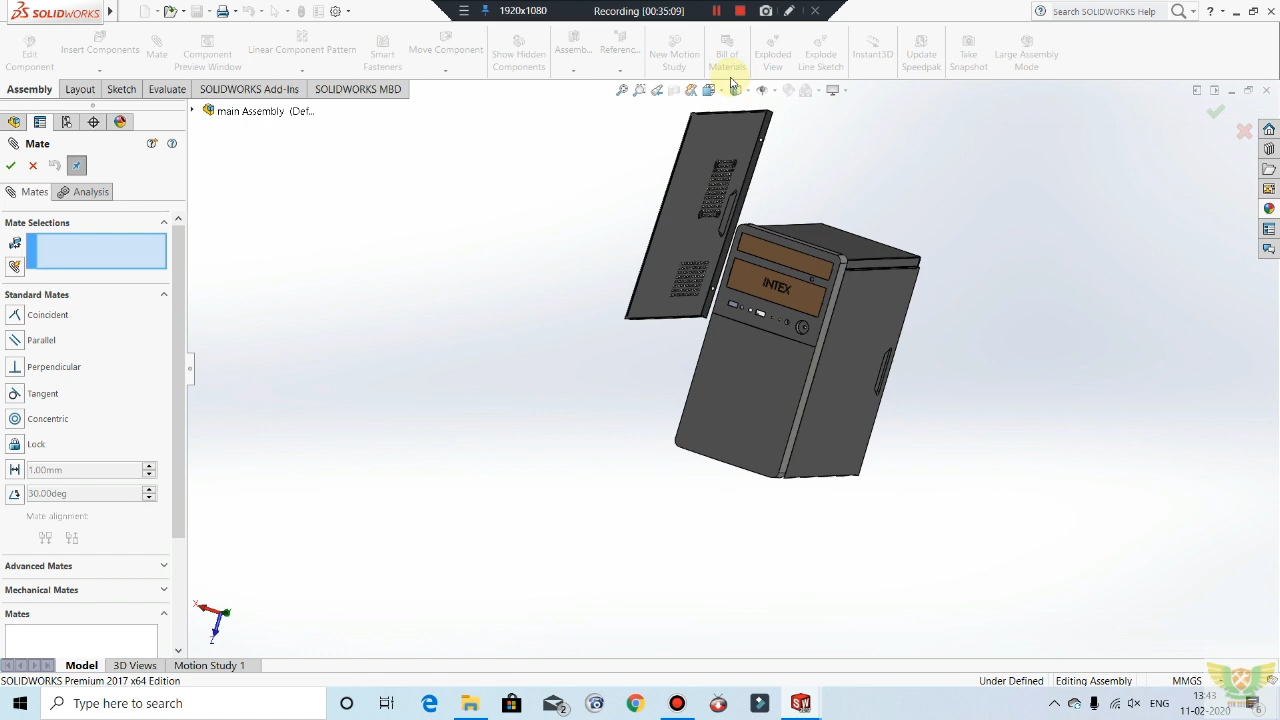 SOLIDWORKS
1920x1080
Recording [00:35:09]
Search SOLIDWORKS Help
Edit Component
Insert Components
Mate
Component Preview Window
Linear Component Pattern
Smart Fasteners
Move Component
Show Hidden Components
Assemb...
Referenc...
New Motion Study
Bill of Materials
Exploded View
Explode Line Sketch
Instant3D
Update Speedpak
Take Snapshot
Large Assembly Mode
Assembly
Layout
Sketch
Evaluate
SOLIDWORKS Add-Ins
SOLIDWORKS MBD
main Assembly (Def...
Mate
Mates
Analysis
Mate Selections
Standard Mates
Coincident
Parallel
Perpendicular
Tangent
Concentric
Lock
1.00mm
30.00deg
Mate alignment:
Advanced Mates
Mechanical Mates
Mates
INTEX
X
Z
Model
3D Views
Motion Study 1
SOLIDWORKS Premium 2017 x64 Edition
Under Defined
Editing Assembly
MMGS
Type here to search
ENG
13:43
11-02-2020